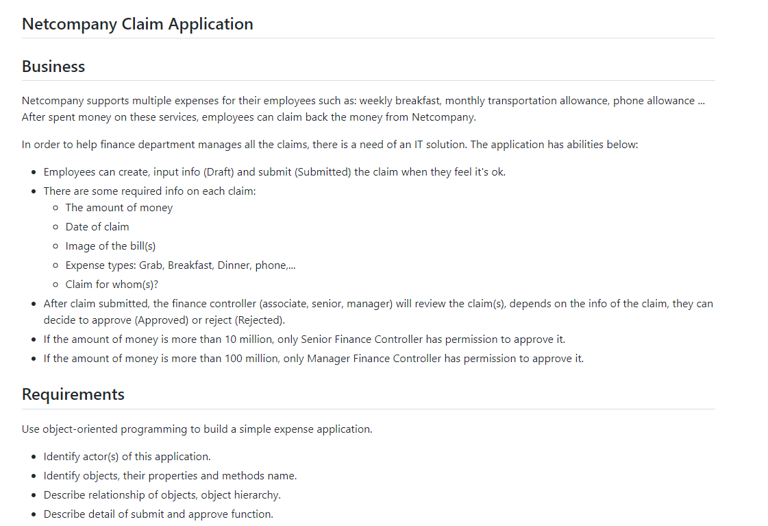 Netcompany Claim Application
Business
Netcompany supports multiple expenses for their employees such as: weekly breakfast, monthly transportation allowance, phone allowance ...
After spent money on these services, employees can claim back the money from Netcompany.
In order to help finance department manages all the claims, there is a need of an IT solution. The application has abilities below:
Employees can create, input info (Draft) and submit (Submitted) the claim when they feel it's ok.
There are some required info on each claim:
The amount of money
Date of claim
Image of the bill(s)
Expense types: Grab, Breakfast, Dinner, phone,...
Claim for whom(s)?
After claim submitted, the finance controller (associate, senior, manager) will review the claim(s), depends on the info of the claim, they can
decide to approve (Approved) or reject (Rejected).
If the amount of money is more than 10 million, only Senior Finance Controller has permission to approve it.
If the amount of money is more than 100 million, only Manager Finance Controller has permission to approve it.
Requirements
Use object-oriented programming to build a simple expense application.
Identify actor(s) of this application.
Identify objects, their properties and methods name.
Describe relationship of objects, object hierarchy.
Describe detail of submit and approve function.